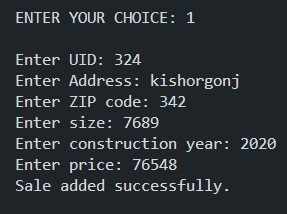 ENTER YOUR CHOICE: 1
Enter UID: 324
Enter Address: kishorgonj
Enter ZIP code: 342
Enter size: 7689
Enter construction year: 2020
Enter price: 76548
Sale added successfully.